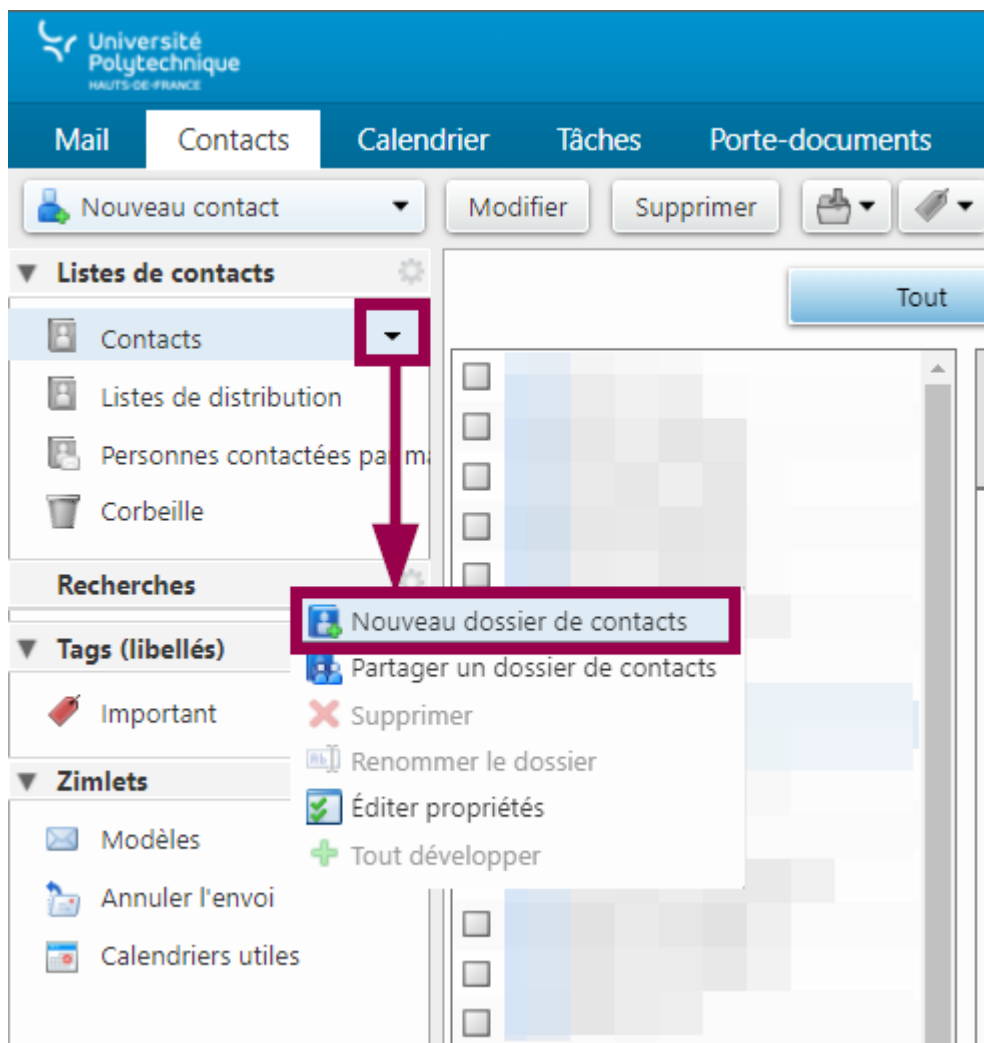 Université
Polytechnique
HAUTS-DE-FRANCE
Mail Contacts Calendrier Tâches Porte-documents
Nouveau contact Modifier Supprimer
Listes de contacts
Tout
Contacts
Listes de distribution
Personnes contactées par ma
Corbeille
Recherches
Nouveau dossier de contacts
Tags (libellés)
Partager un dossier de contacts
Important
Supprimer
Renommer le dossier
Zimlets
Éditer propriétés
Modèles
Tout développer
Annuler l'envoi
Calendriers utiles